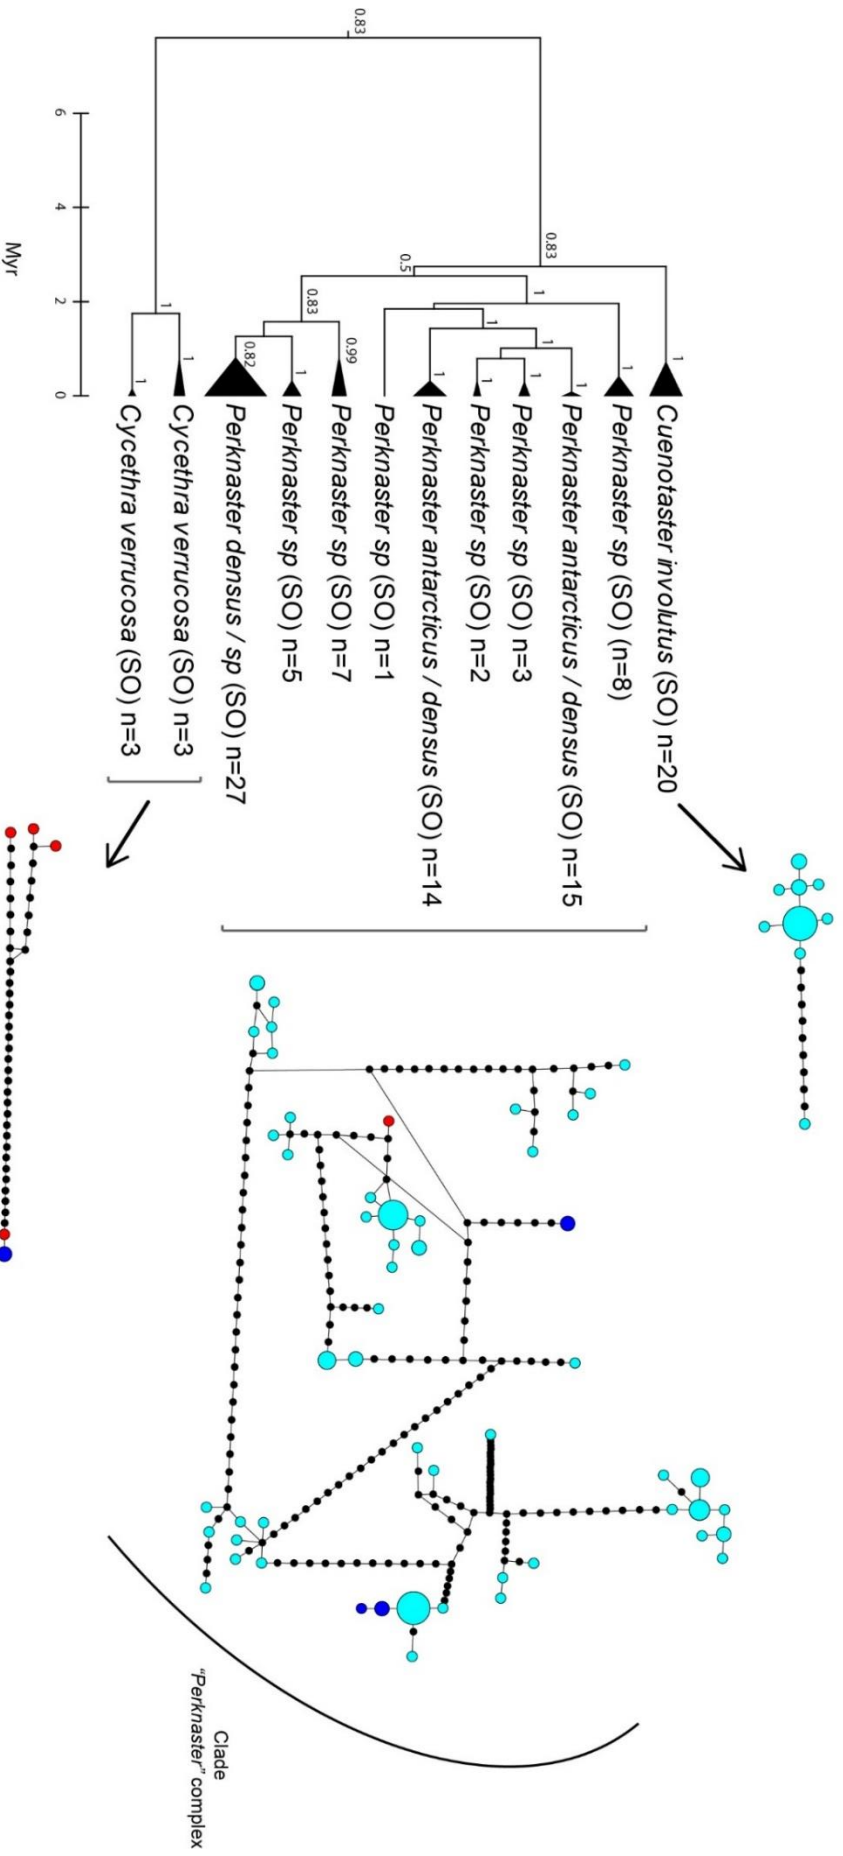 0.83
0.83
1
Cuenotaster involutus (SO) n=20
1
Perknaster sp (SO) (n=8)
1
1
Perknaster antarcticus / densus (SO) n=15
1
1
Perknaster sp (SO) n=3
1
Perknaster sp (SO) n=2
1
1
Perknaster antarcticus / densus (SO) n=14
0.5
Perknaster sp (SO) n=1
0.99
Perknaster sp (SO) n=7
0.83
1
Perknaster sp (SO) n=5
0.82
Perknaster densus / sp (SO) n=27
1
Cycethra verrucosa (SO) n=3
1
1
Cycethra verrucosa (SO) n=3
6
4
2
0
Myr
Clade
"Perknaster" complex